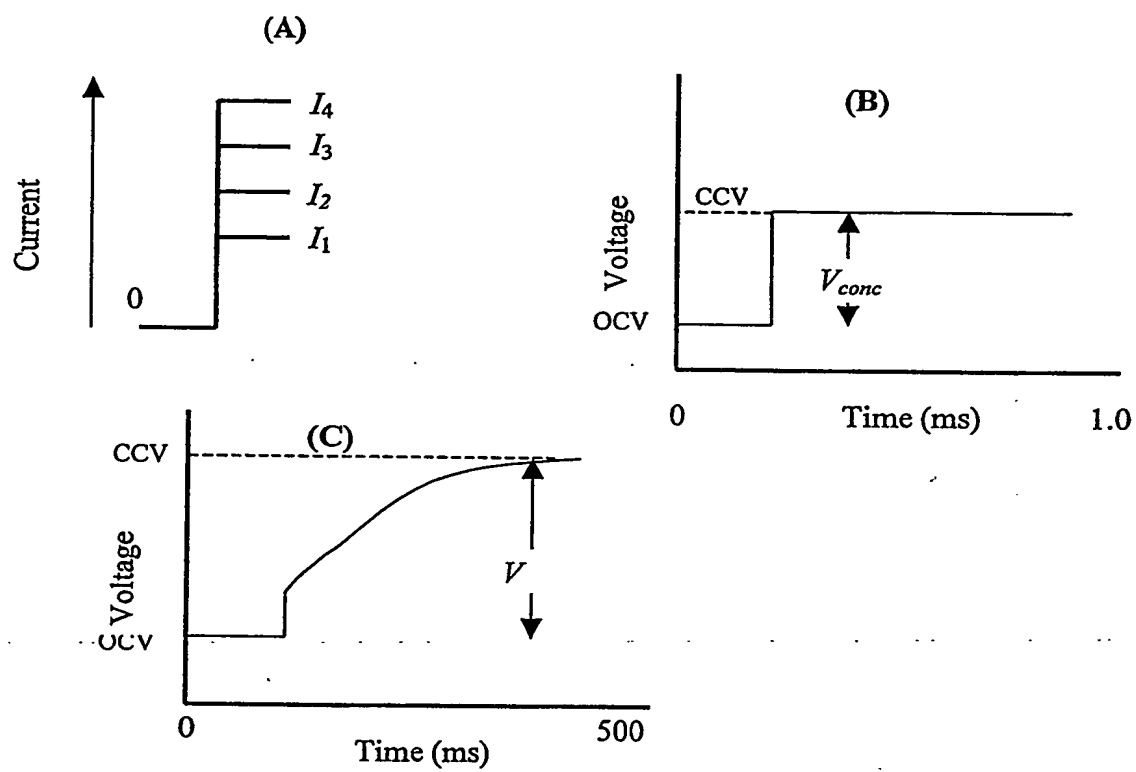 (A)
Current
0
I4
I3
I2
I1
(B)
Voltage
CCV
Vconc
OCV
0
Time (ms)
1.0
(C)
CCV
Voltage
V
OCV
0
Time (ms)
500